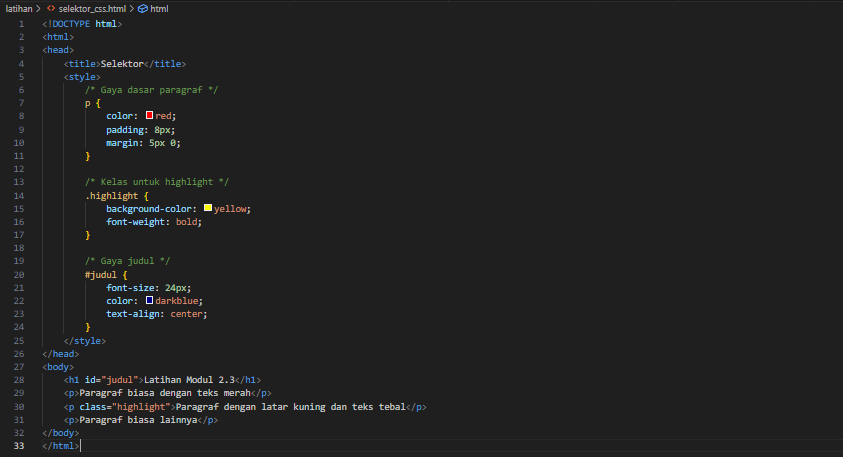 latihan > selektor_css.html > html
1 <!DOCTYPE html>
2 <html>
3 <head>
4     <title>Selektor</title>
5     <style>
6         /* Gaya dasar paragraf */
7         p {
8             color: red;
9             padding: 8px;
10             margin: 5px 0;
11         }
12
13         /* Kelas untuk highlight */
14         .highlight {
15             background-color: yellow;
16             font-weight: bold;
17         }
18
19         /* Gaya judul */
20         #judul {
21             font-size: 24px;
22             color: darkblue;
23             text-align: center;
24         }
25     </style>
26 </head>
27 <body>
28     <h1 id="judul">Latihan Modul 2.3</h1>
29     <p>Paragraf biasa dengan teks merah</p>
30     <p class="highlight">Paragraf dengan latar kuning dan teks tebal</p>
31     <p>Paragraf biasa lainnya</p>
32 </body>
33 </html>